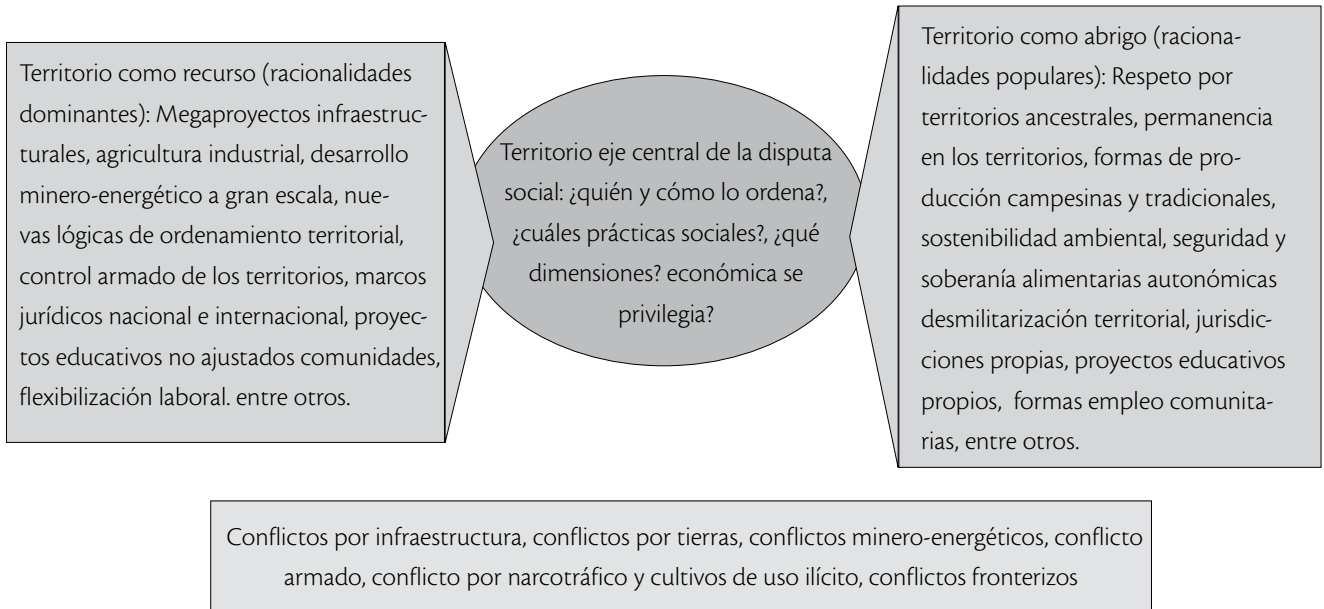 Territorio como recurso (racionalidades
dominantes): Megaproyectos infraestruc-
turales, agricultura industrial, desarrollo
minero-energético a gran escala, nue-
vas lógicas de ordenamiento territorial,
control armado de los territorios, marcos
jurídicos nacional e internacional, proyec-
tos educativos no ajustados comunidades,
flexibilización laboral. entre otros.
Territorio eje central de la disputa
social: ¿quién y cómo lo ordena?,
¿cuáles prácticas sociales?, ¿qué
dimensiones? económica se
privilegia?
Territorio como abrigo (raciona-
lidades populares): Respeto por
territorios ancestrales, permanencia
en los territorios, formas de pro-
ducción campesinas y tradicionales,
sostenibilidad ambiental, seguridad y
soberanía alimentarias autonómicas
desmilitarización territorial, jurisdic-
ciones propias, proyectos educativos
propios, formas empleo comunita-
rias, entre otros.
Conflictos por infraestructura, conflictos por tierras, conflictos minero-energéticos, conflicto
armado, conflicto por narcotráfico y cultivos de uso ilícito, conflictos fronterizos